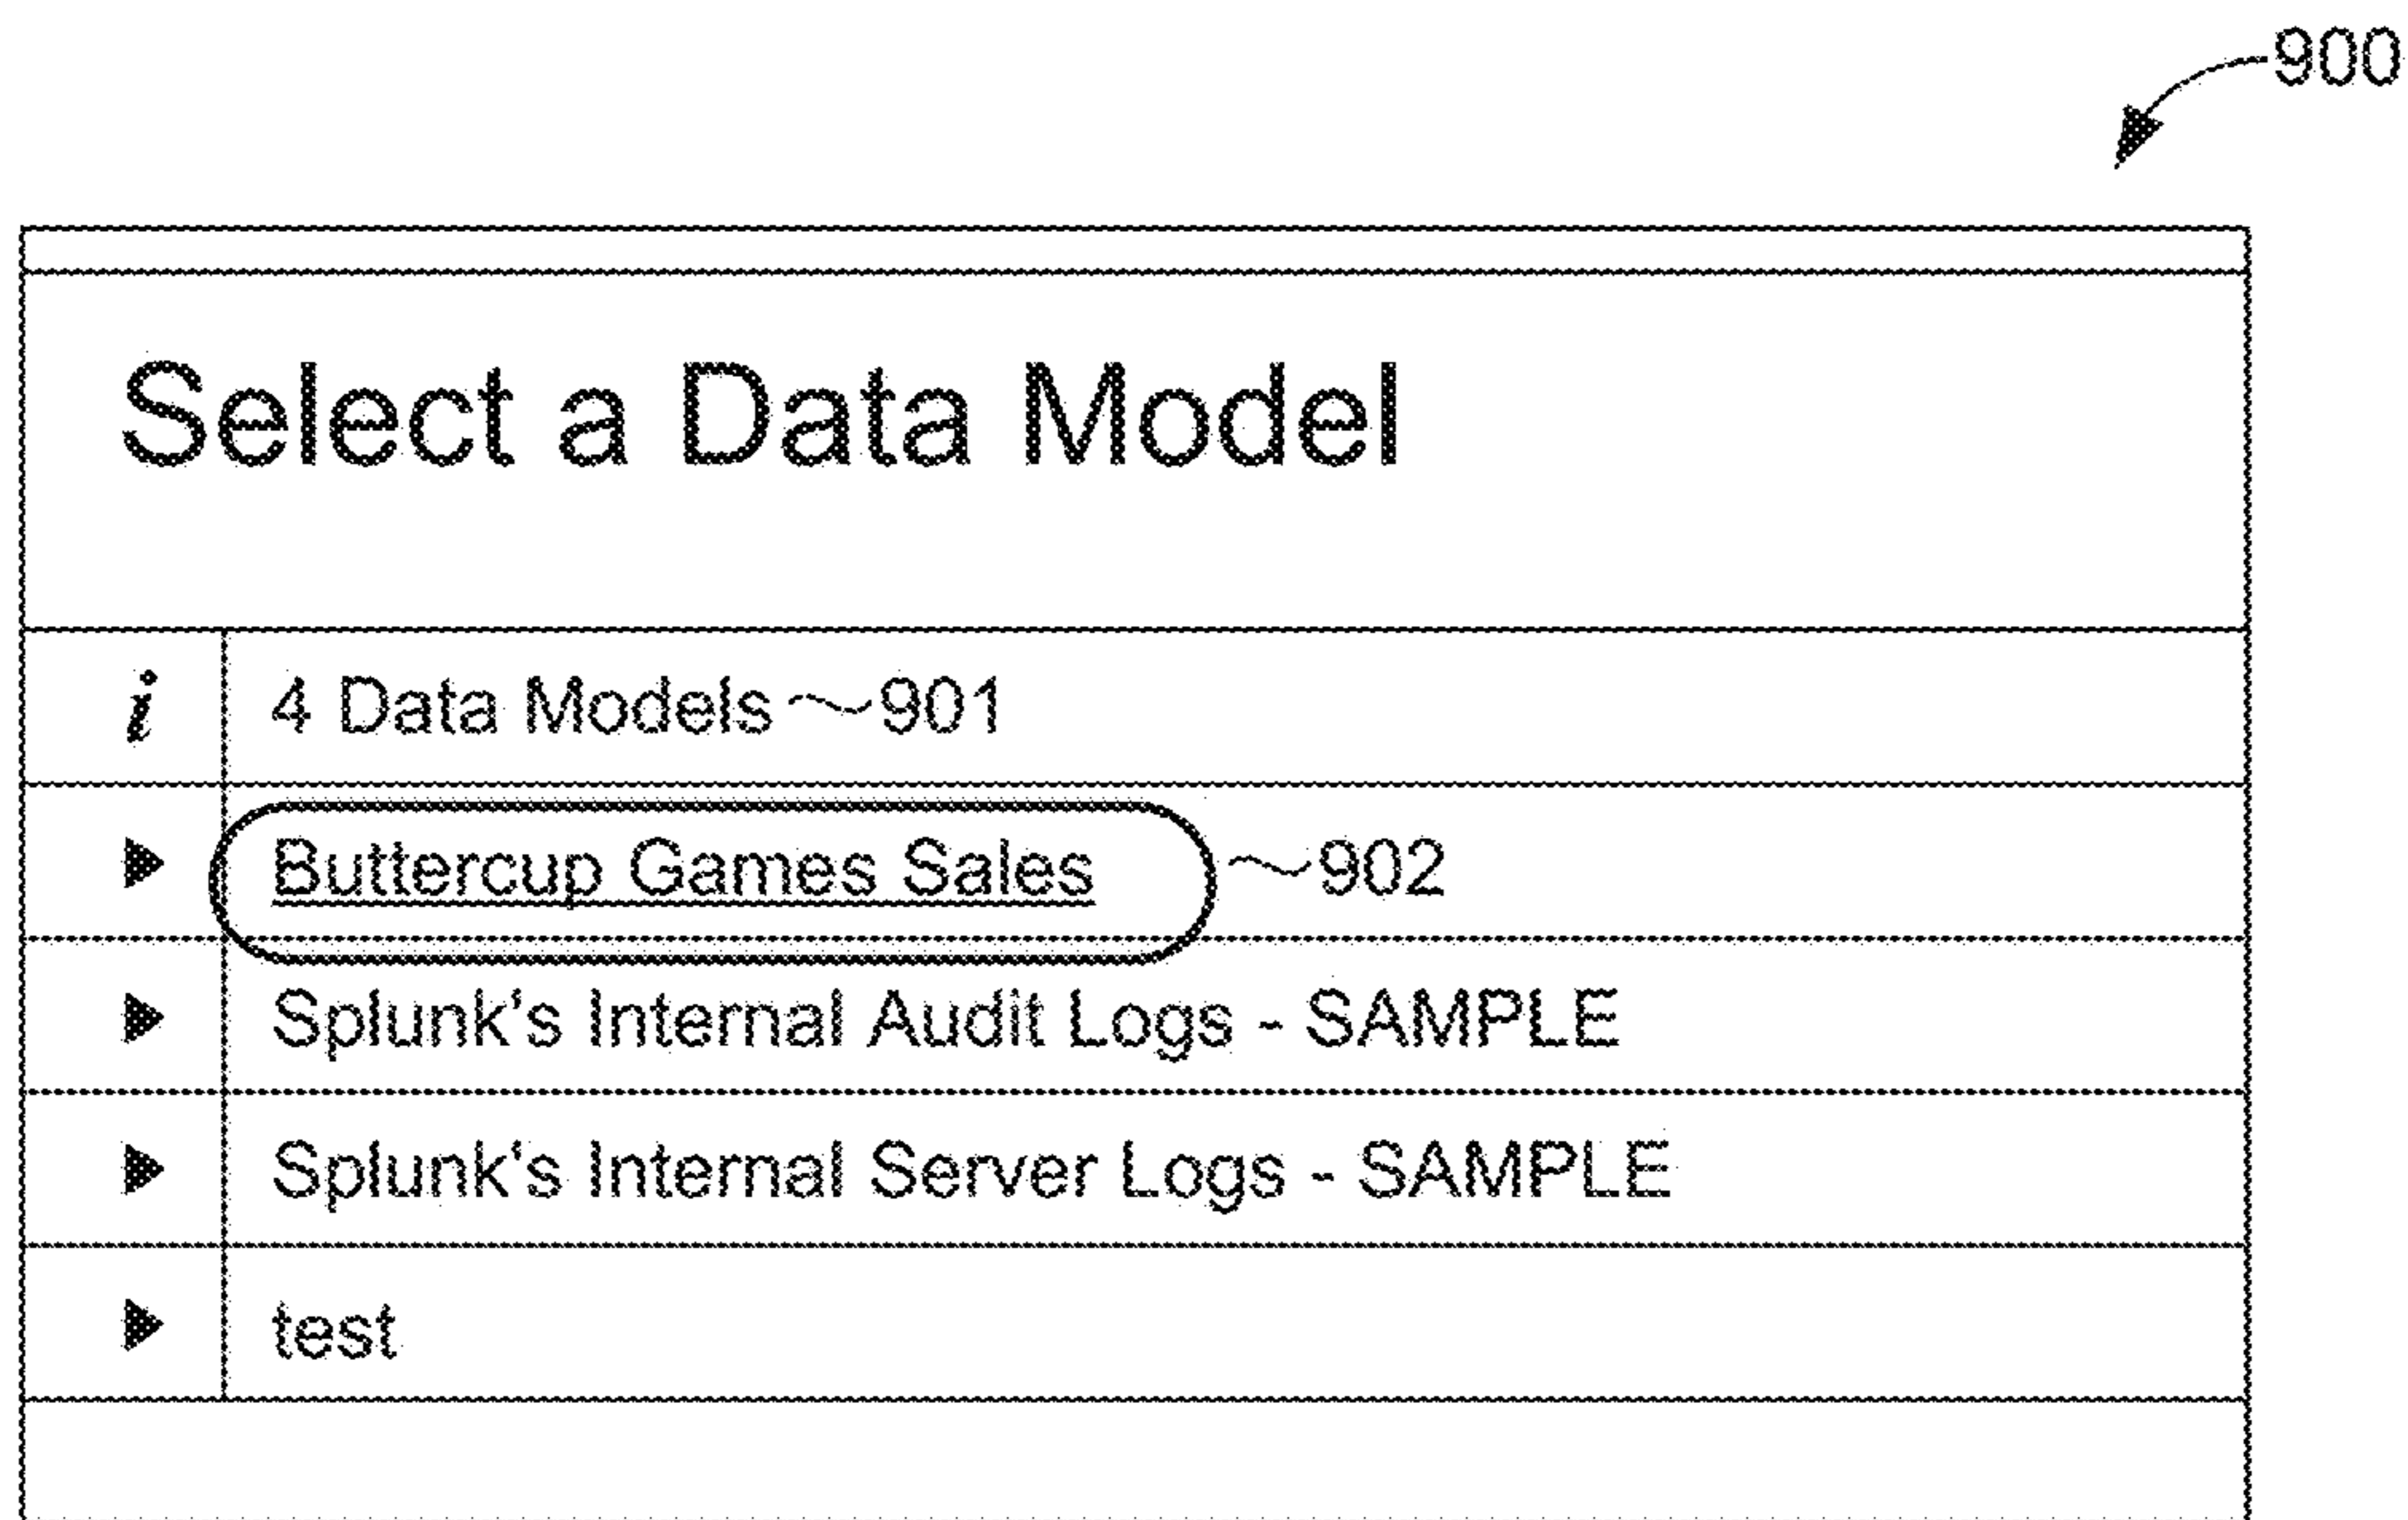 900
Select a Data Model
i 4 Data Models 901
Buttercup Games Sales 902
Splunk's Internal Audit Logs - SAMPLE
Splunk's Internal Server Logs - SAMPLE
test